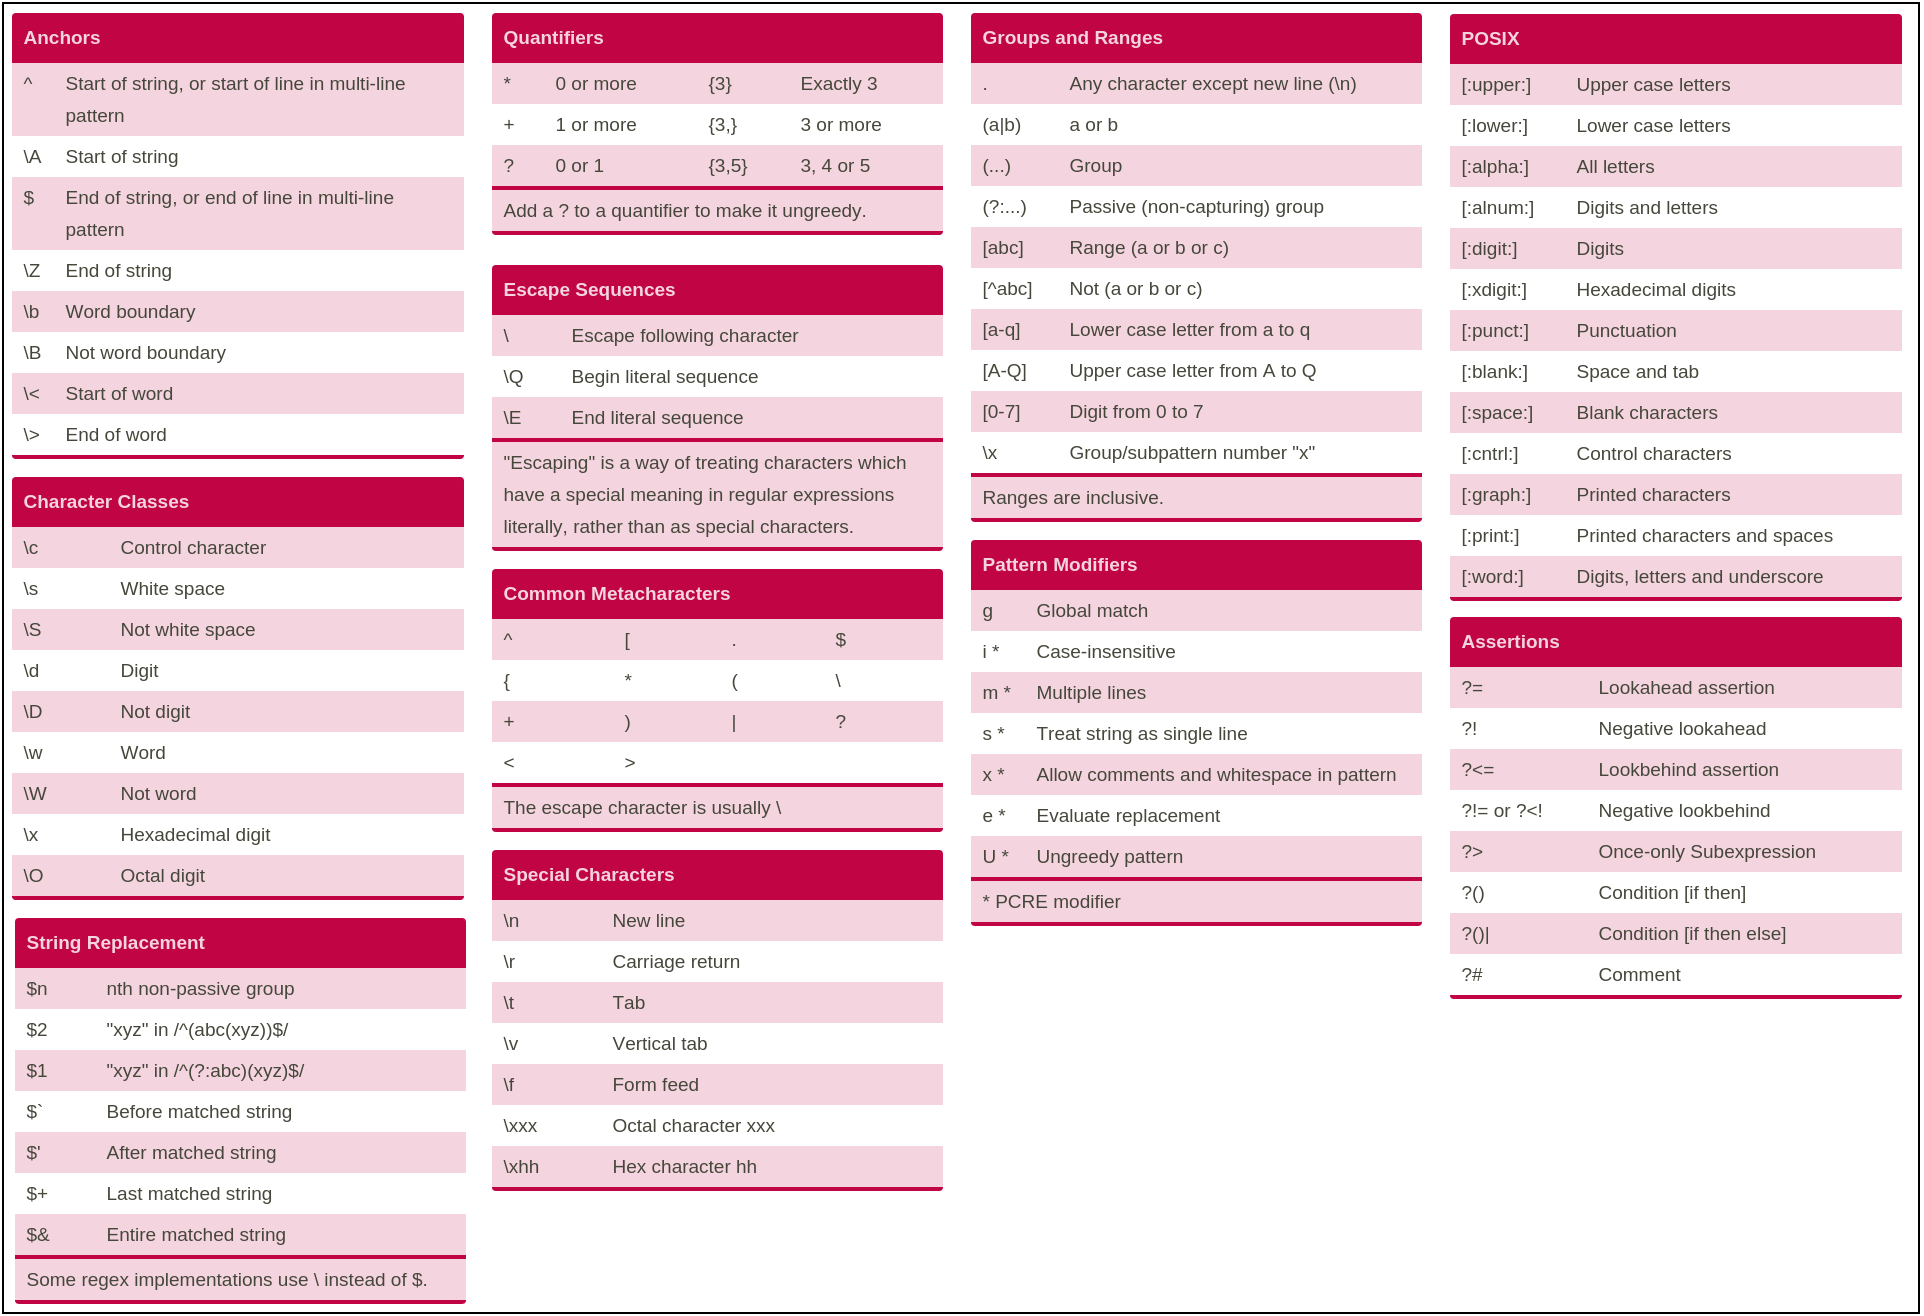 Anchors
^ Start of string, or start of line in multi-line
pattern
\A Start of string
$ End of string, or end of line in multi-line
pattern
\Z End of string
\b Word boundary
\B Not word boundary
\< Start of word
\> End of word
Character Classes
\c Control character
\s White space
\S Not white space
\d Digit
\D Not digit
\w Word
\W Not word
\x Hexadecimal digit
\O Octal digit
String Replacement
$n nth non-passive group
$2 "xyz" in /^(abc(xyz))$/
$1 "xyz" in /^(?:abc)(xyz)$/
$` Before matched string
$' After matched string
$+ Last matched string
$& Entire matched string
Some regex implementations use \ instead of $.
Quantifiers
* 0 or more {3} Exactly 3
+ 1 or more {3,} 3 or more
? 0 or 1 {3,5} 3, 4 or 5
Add a ? to a quantifier to make it ungreedy.
Escape Sequences
\ Escape following character
\Q Begin literal sequence
\E End literal sequence
"Escaping" is a way of treating characters which
have a special meaning in regular expressions
literally, rather than as special characters.
Common Metacharacters
^ [ . $
{ * ( \
+ ) | ?
< >
The escape character is usually \
Special Characters
\n New line
\r Carriage return
\t Tab
\v Vertical tab
\f Form feed
\xxx Octal character xxx
\xhh Hex character hh
Groups and Ranges
. Any character except new line (\n)
(a|b) a or b
(...) Group
(?:...) Passive (non-capturing) group
[abc] Range (a or b or c)
[^abc] Not (a or b or c)
[a-q] Lower case letter from a to q
[A-Q] Upper case letter from A to Q
[0-7] Digit from 0 to 7
\x Group/subpattern number "x"
Ranges are inclusive.
Pattern Modifiers
g Global match
i * Case-insensitive
m * Multiple lines
s * Treat string as single line
x * Allow comments and whitespace in pattern
e * Evaluate replacement
U * Ungreedy pattern
* PCRE modifier
POSIX
[:upper:] Upper case letters
[:lower:] Lower case letters
[:alpha:] All letters
[:alnum:] Digits and letters
[:digit:] Digits
[:xdigit:] Hexadecimal digits
[:punct:] Punctuation
[:blank:] Space and tab
[:space:] Blank characters
[:cntrl:] Control characters
[:graph:] Printed characters
[:print:] Printed characters and spaces
[:word:] Digits, letters and underscore
Assertions
?= Lookahead assertion
?! Negative lookahead
?<= Lookbehind assertion
?!= or ?<! Negative lookbehind
?> Once-only Subexpression
?() Condition [if then]
?()| Condition [if then else]
?# Comment